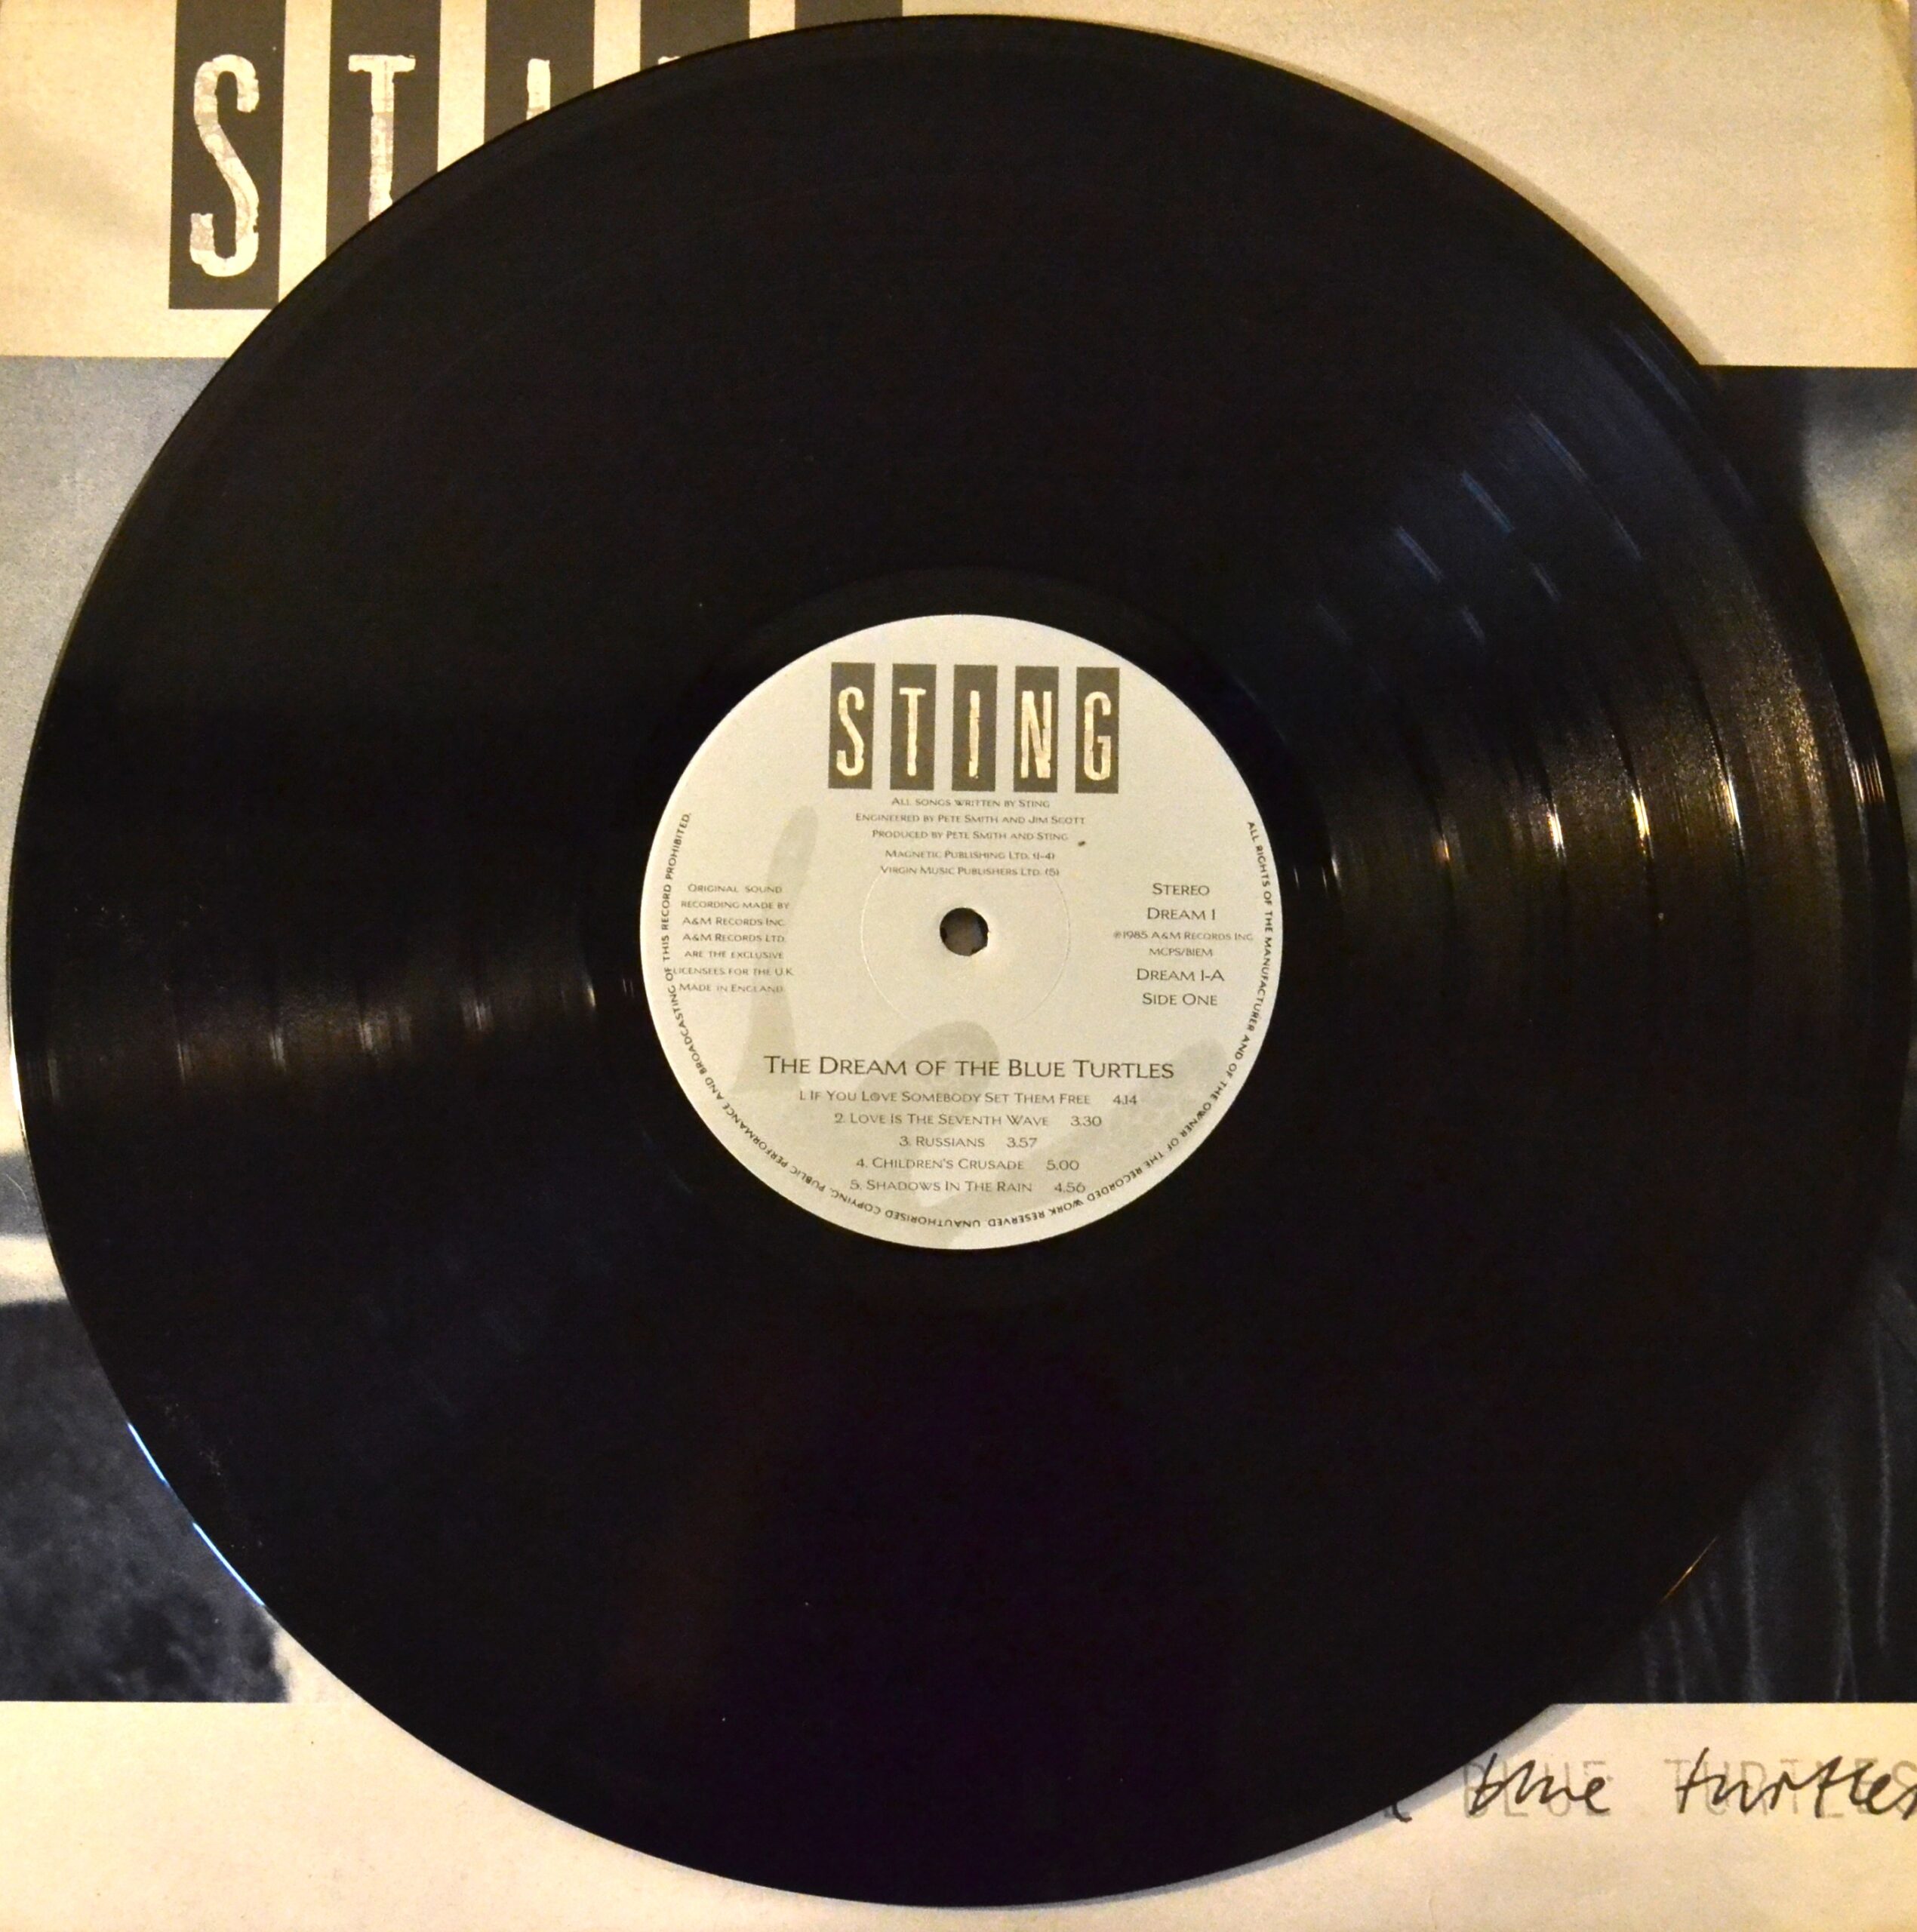 STI
STING
ALL SONGS WRITTEN BY STING
ENGINEERED BY PETE SMITH AND JIM SCOTT
PRODUCED BY PETE SMITH AND STING
MAGNETIC PUBLISHING LTD. (1-4)
VIRGIN MUSIC PUBLISHERS LTD. (5)
ORIGINAL SOUND
RECORDING MADE BY
A&M RECORDS INC.
A&M RECORDS LTD.
ARE THE EXCLUSIVE
LICENSEES FOR THE U.K.
MADE IN ENGLAND.
STEREO
DREAM 1
℗1985 A&M RECORDS INC.
MCPS/BIEM
DREAM 1-A
SIDE ONE
THE DREAM OF THE BLUE TURTLES
1. IF YOU LOVE SOMEBODY SET THEM FREE 4.14
2. LOVE IS THE SEVENTH WAVE 3.30
3. RUSSIANS 3.57
4. CHILDREN'S CRUSADE 5.00
5. SHADOWS IN THE RAIN 4.56
ALL RIGHTS OF THE MANUFACTURER AND OF THE OWNER OF THE RECORDED WORK RESERVED. UNAUTHORISED COPYING, PUBLIC PERFORMANCE AND BROADCASTING OF THIS RECORD PROHIBITED.
BLUE TURTLES
blue turtles